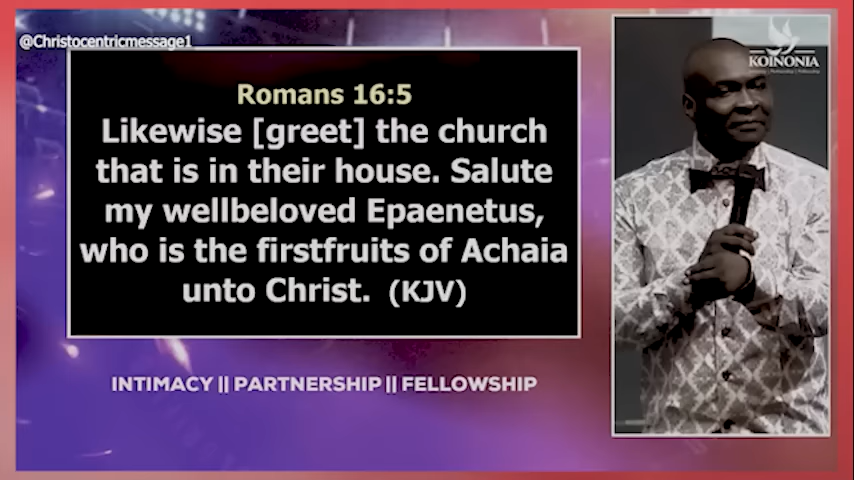 @Christocentricmessage1
KOINONIA
Romans 16:5
Likewise [greet] the church
that is in their house. Salute
my wellbeloved Epaenetus,
who is the firstfruits of Achaia
unto Christ. (KJV)
INTIMACY || PARTNERSHIP || FELLOWSHIP